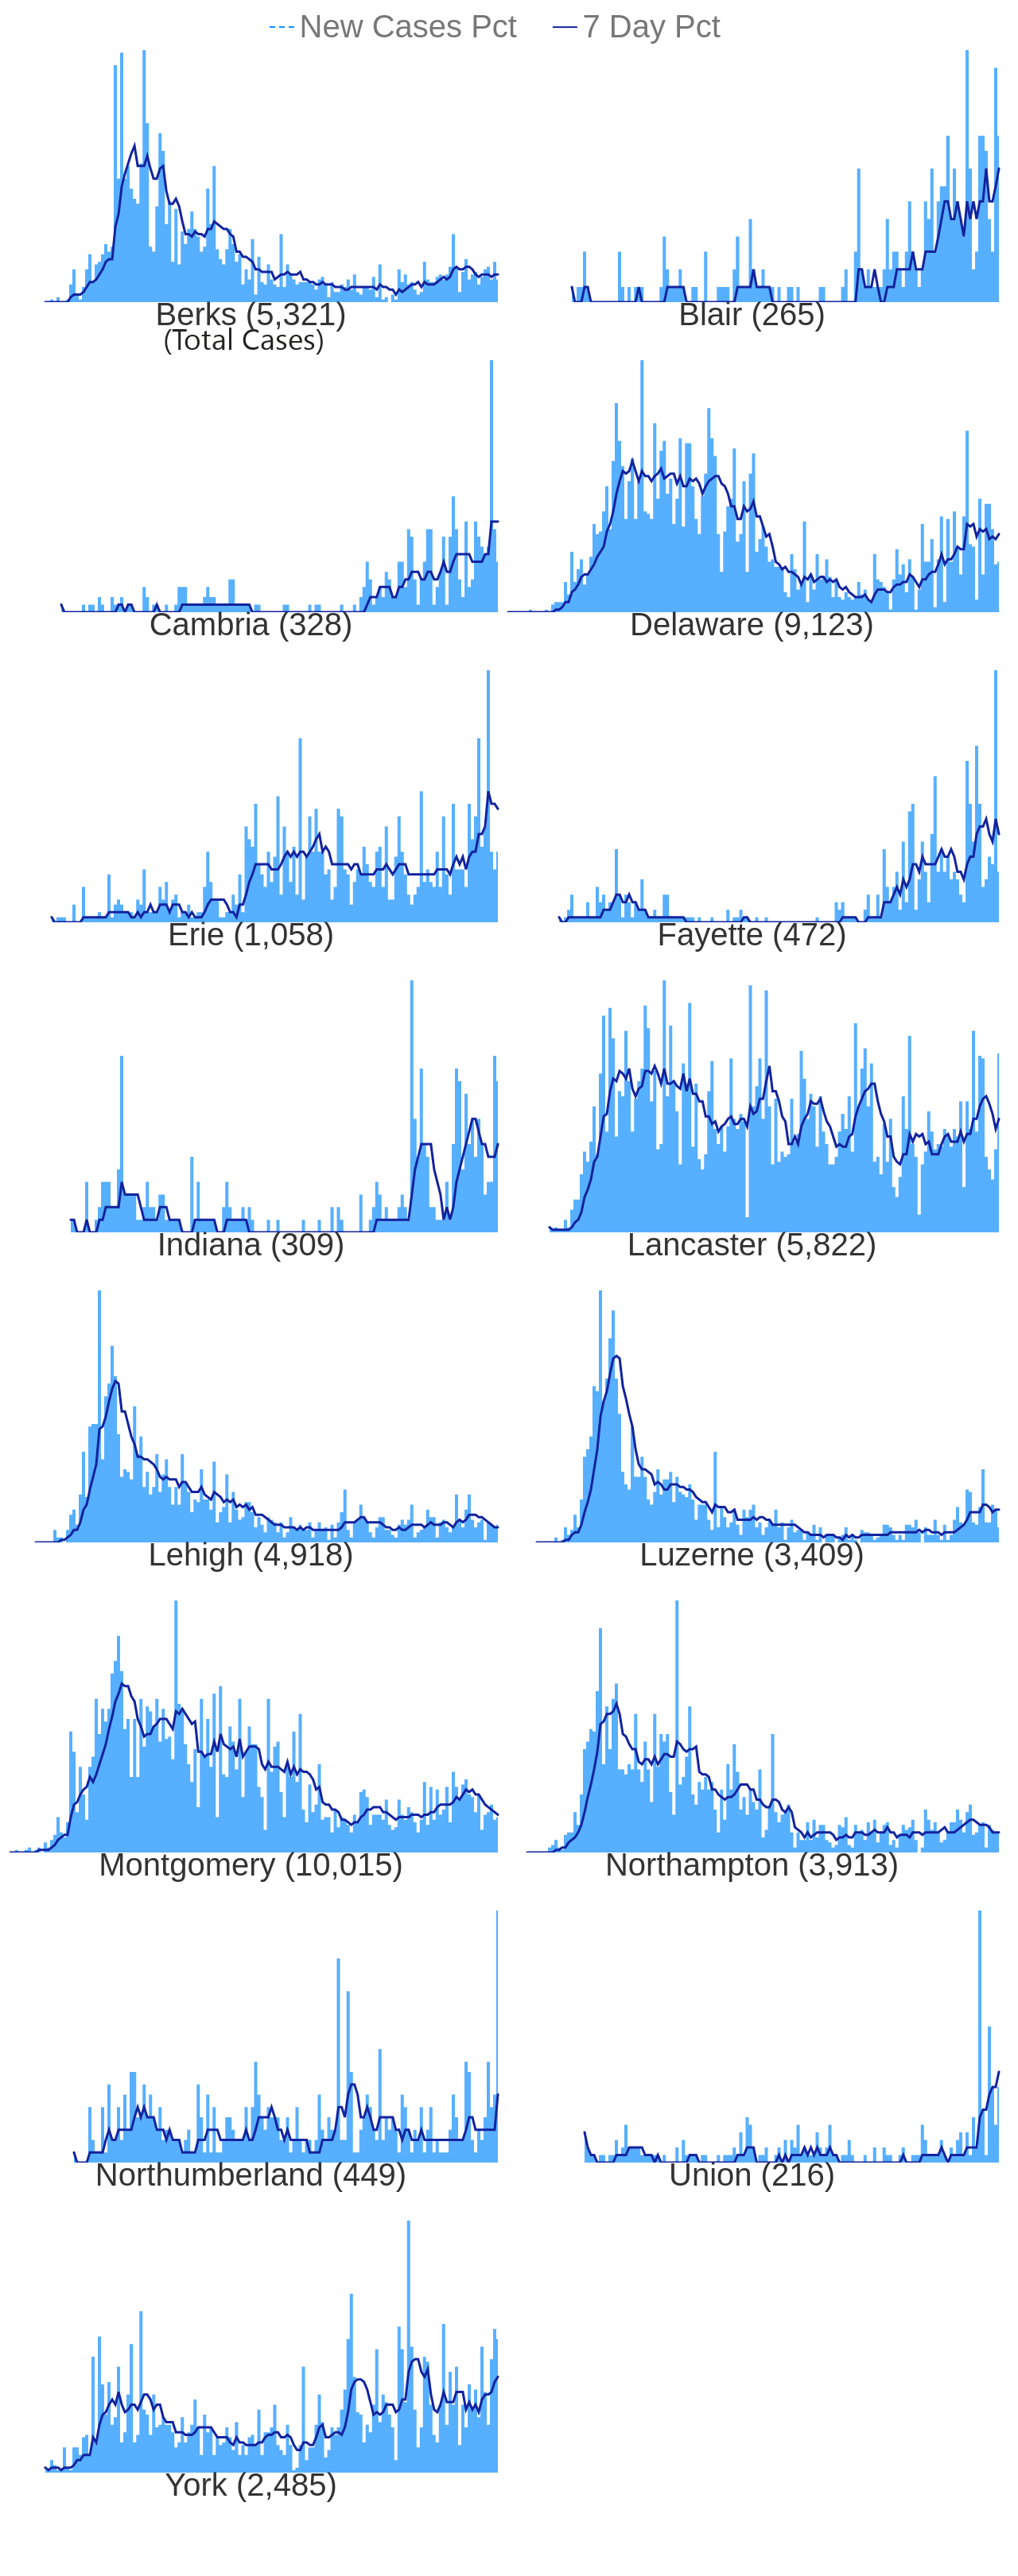 New Cases Pct 7 Day Pct
Berks (5,321) Blair (265)
(Total Cases)
Cambria (328) Delaware (9,123)
Erie (1,058) Fayette (472)
Indiana (309) Lancaster (5,822)
Lehigh (4,918) Luzerne (3,409)
Montgomery (10,015) Northampton (3,913)
Northumberland (449) Union (216)
York (2,485)